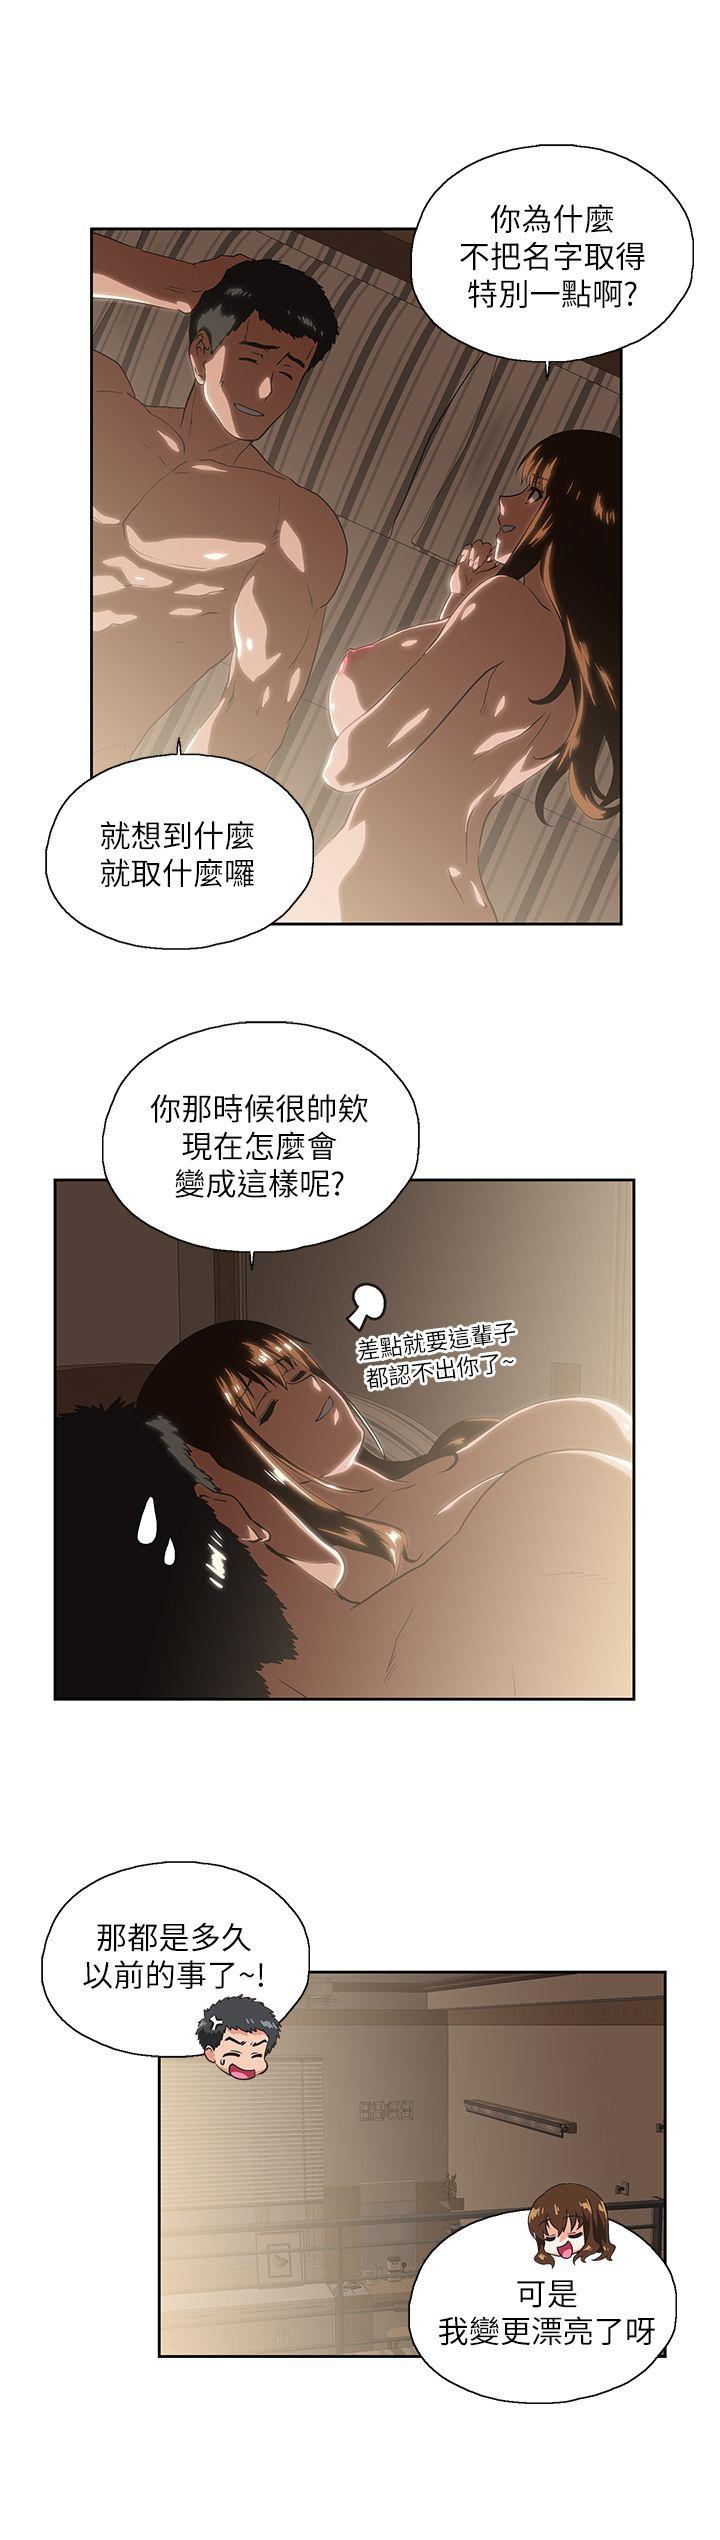 你為什麼
不把名字取得
特別一點啊?
就想到什麼
就取什麼囉
你那時候很帥欸
現在怎麼會
變成這樣呢?
差點就要這輩子
都認不出你了~
那都是多久
以前的事了~!
可是
我變更漂亮了呀